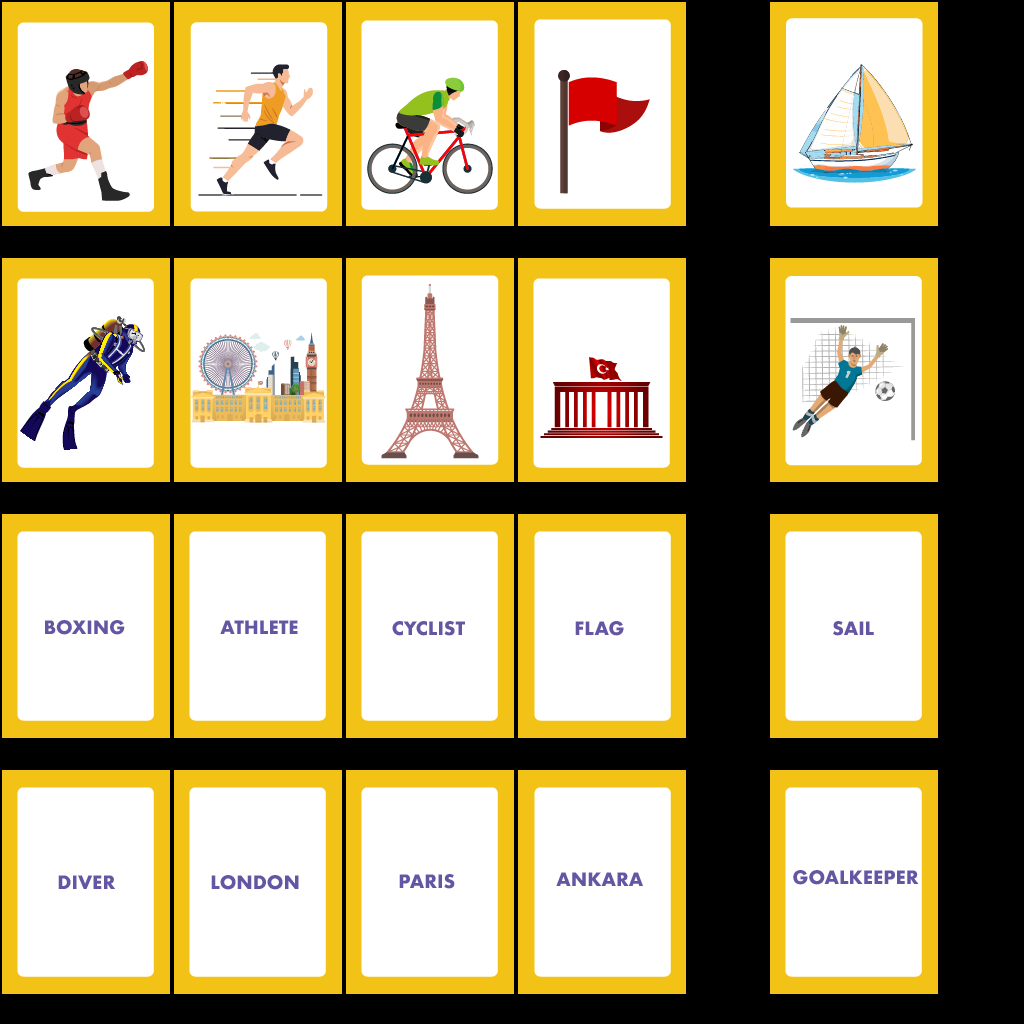 BOXING
ATHLETE
CYCLIST
FLAG
SAIL
DIVER
LONDON
PARIS
ANKARA
GOALKEEPER